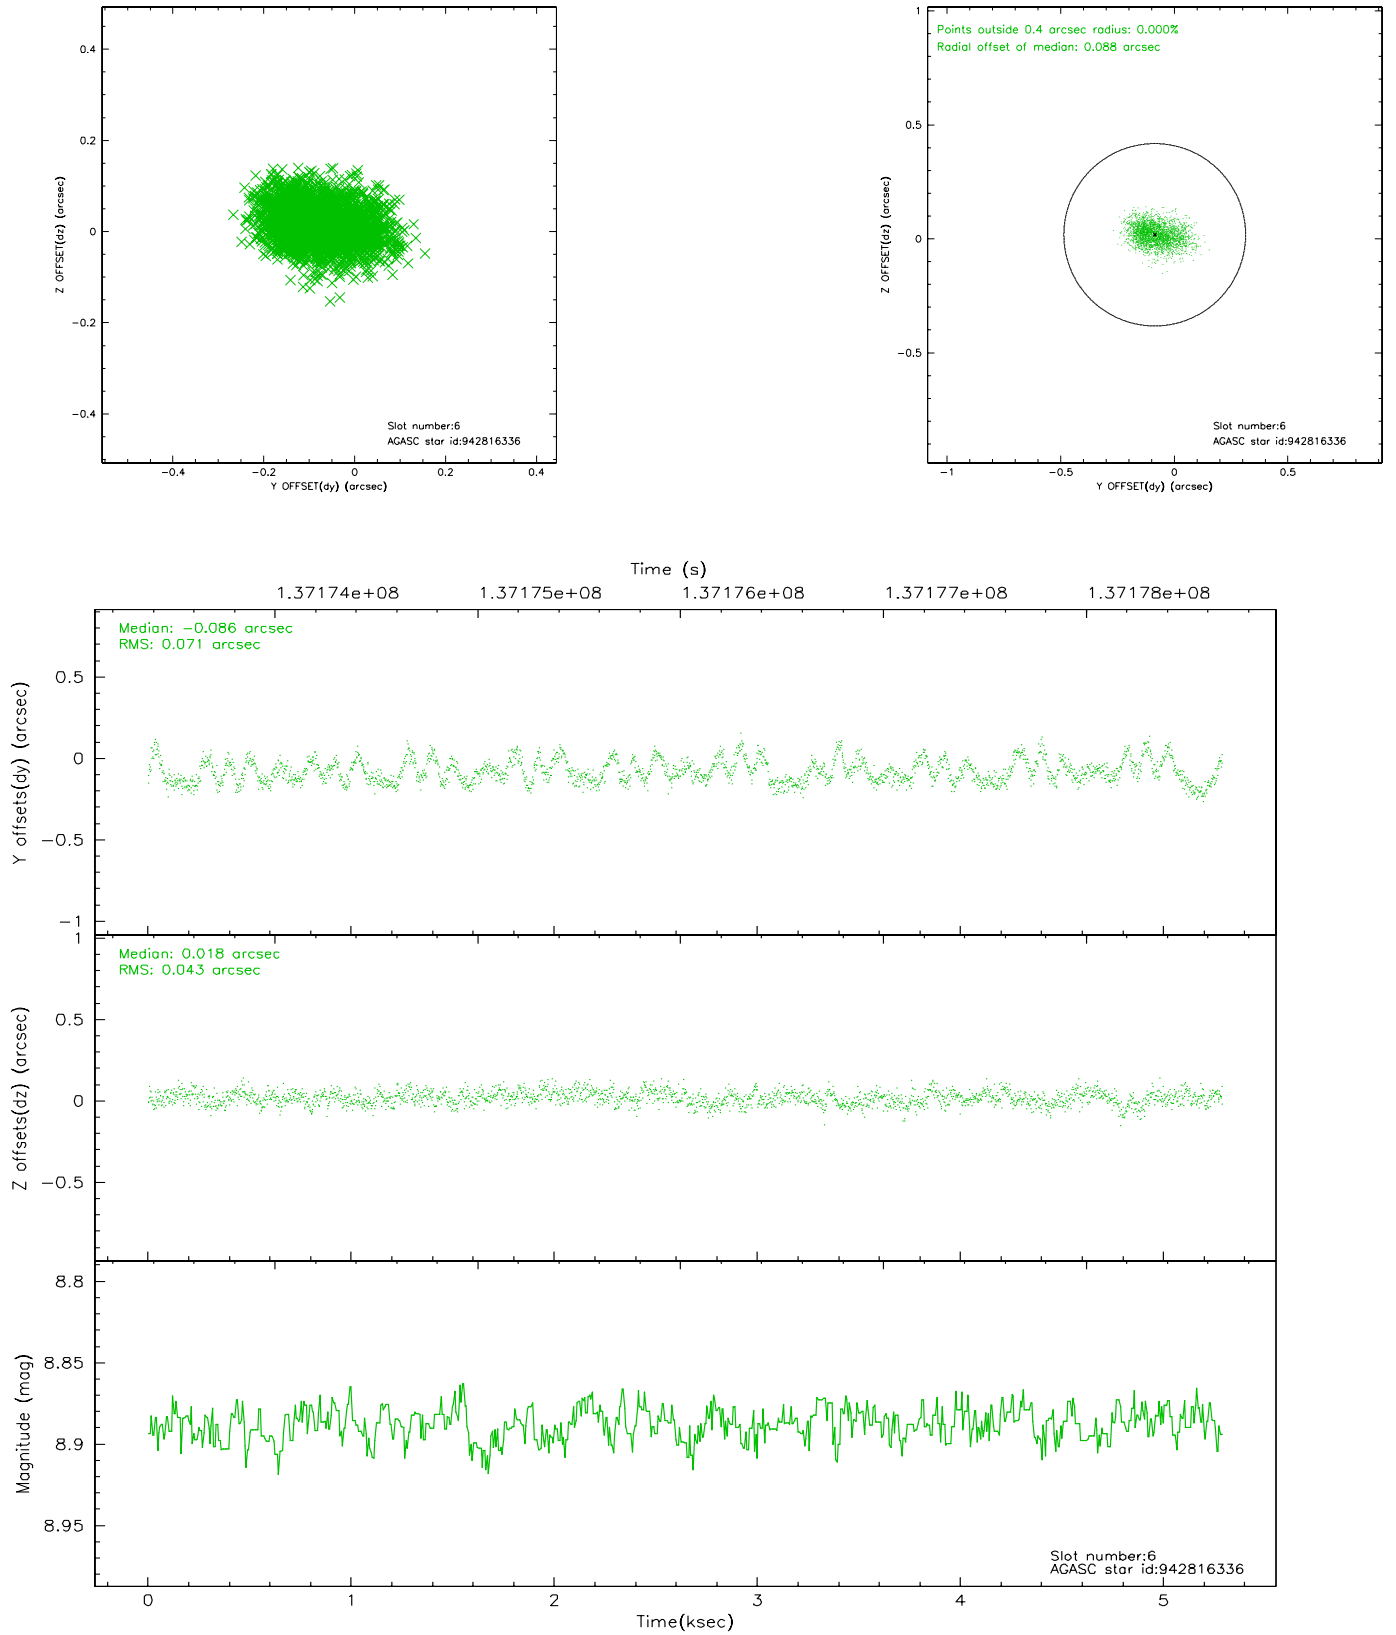 0.4
0.2
0
-0.2
-0.4
Z OFFSET(dz) (arcsec)
Slot number:6
AGASC star id:942816336
-0.4 -0.2 0 0.2 0.4
Y OFFSET(dy) (arcsec)
Points outside 0.4 arcsec radius: 0.000%
Radial offset of median: 0.088 arcsec
1
0.5
0
-0.5
Z OFFSET(dz) (arcsec)
Slot number:6
AGASC star id:942816336
-1 -0.5 0 0.5
Y OFFSET(dy) (arcsec)
Time (s)
1.37174e+08 1.37175e+08 1.37176e+08 1.37177e+08 1.37178e+08
Median: -0.086 arcsec
RMS: 0.071 arcsec
0.5
0
-0.5
-1
Y offsets(dy) (arcsec)
Median: 0.018 arcsec
RMS: 0.043 arcsec
1
0.5
0
-0.5
Z offsets(dz) (arcsec)
8.8
8.85
8.9
8.95
Magnitude (mag)
Slot number:6
AGASC star id:942816336
0 1 2 3 4 5
Time(ksec)